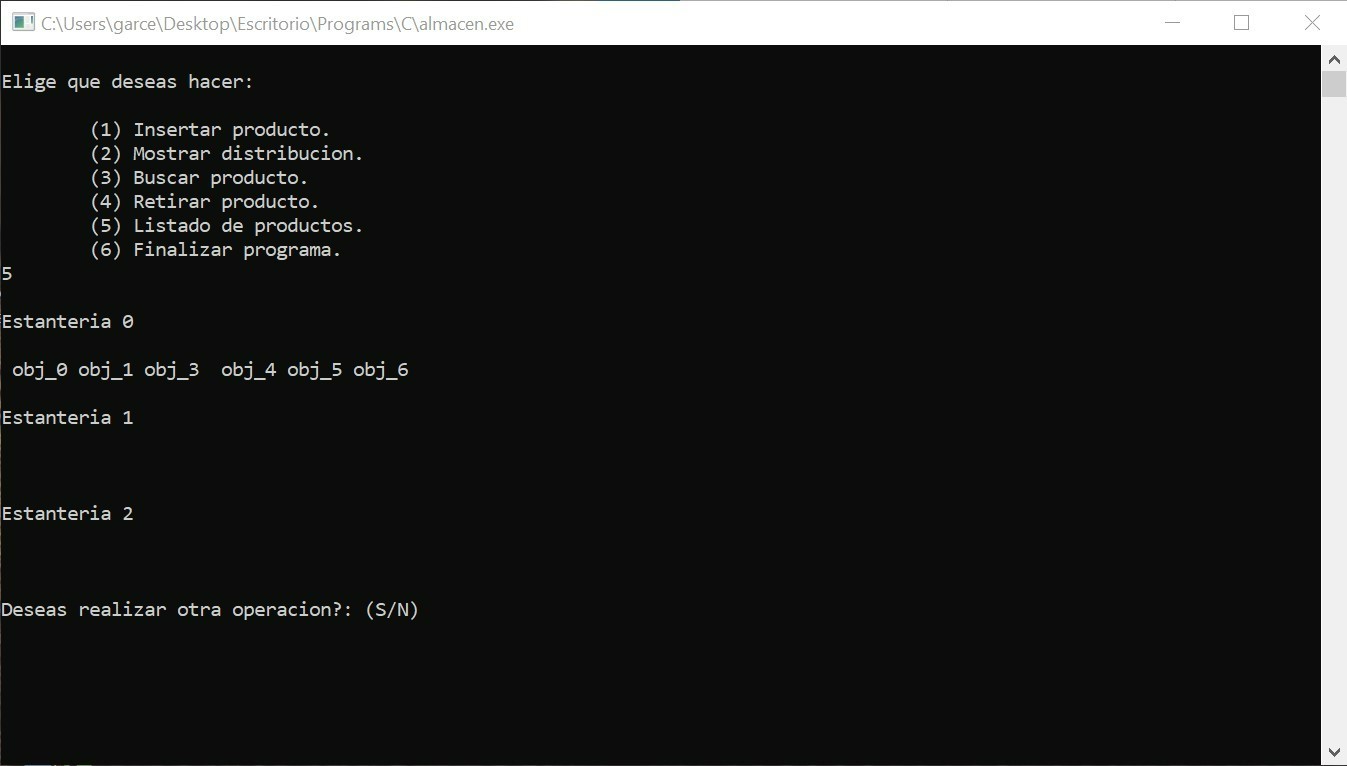 C:\Users\garce\Desktop\Escritorio\Programs\C\almacen.exe
Elige que deseas hacer:
(1) Insertar producto.
(2) Mostrar distribucion.
(3) Buscar producto.
(4) Retirar producto.
(5) Listado de productos.
(6) Finalizar programa.
5
Estanteria 0
obj_0 obj_1 obj_3  obj_4 obj_5 obj_6
Estanteria 1
Estanteria 2
Deseas realizar otra operacion?: (S/N)